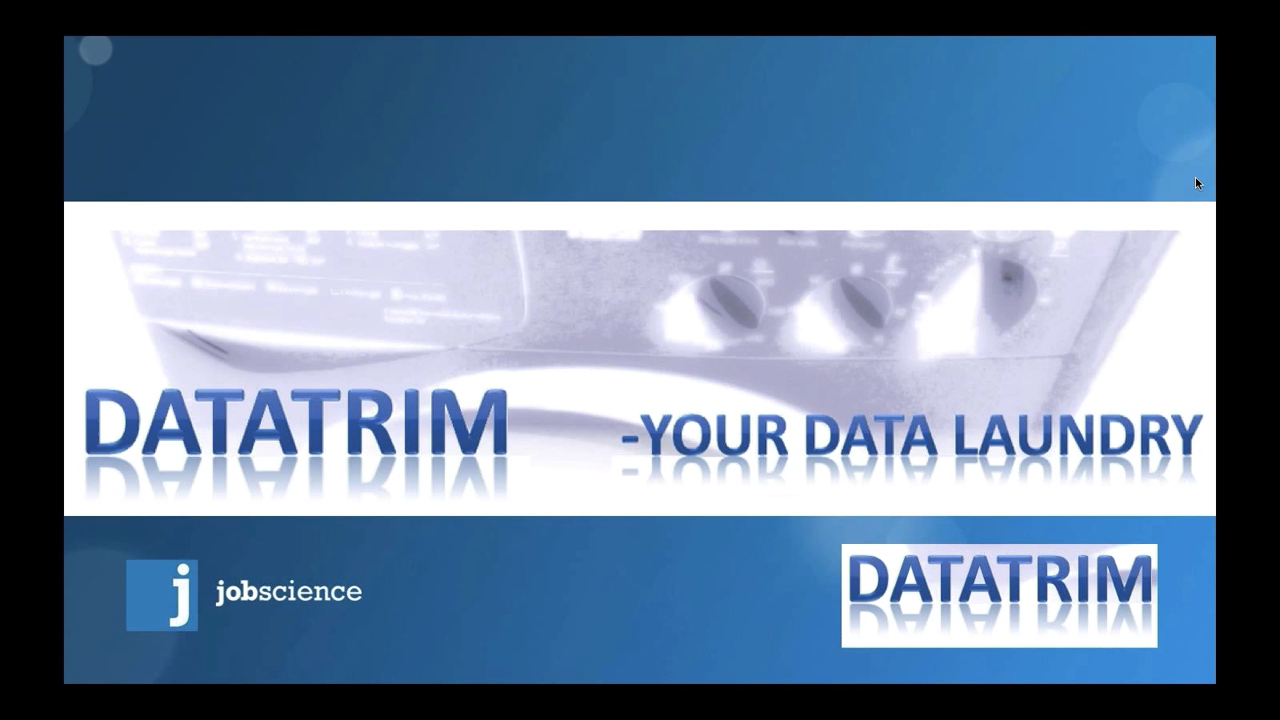 DATATRIM
-YOUR DATA LAUNDRY
j
jobscience
DATATRIM